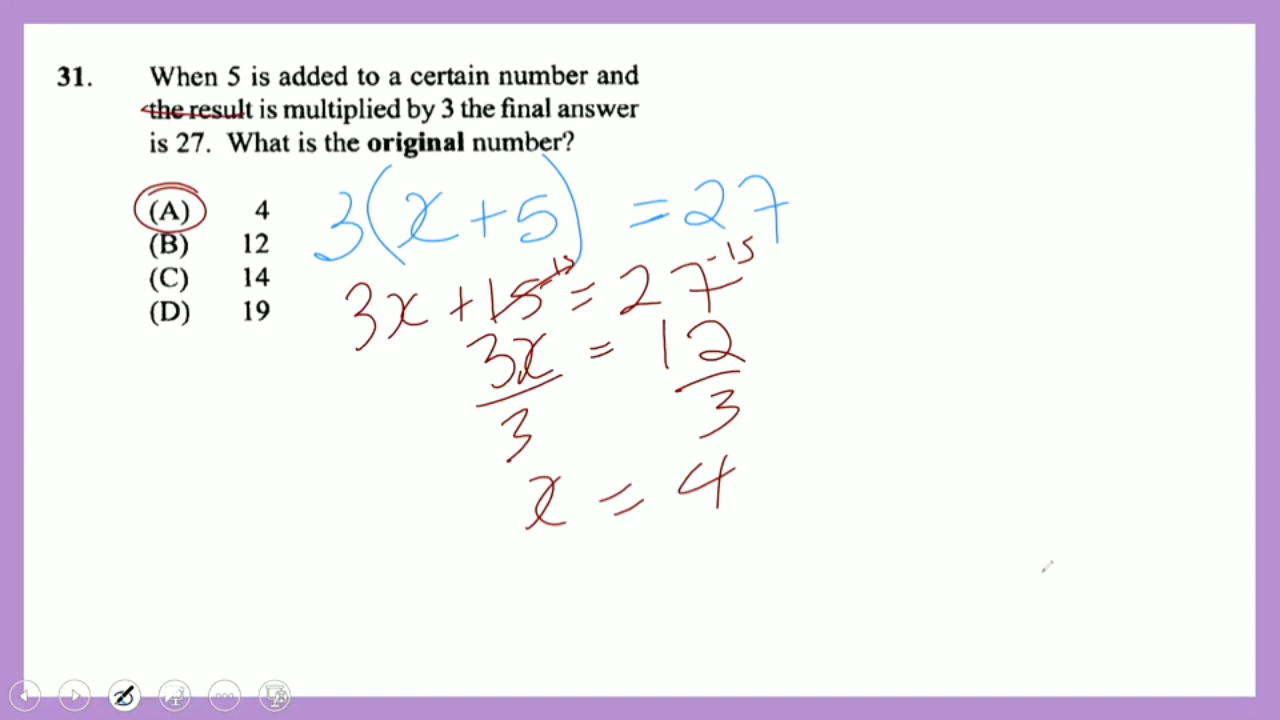 31. When 5 is added to a certain number and
the result is multiplied by 3 the final answer
is 27. What is the original number?
(A) 4
(B) 12
(C) 14
(D) 19
3(x+5) = 27
3x + 15 -15 = 27 -15
3x = 12
3 3
x = 4